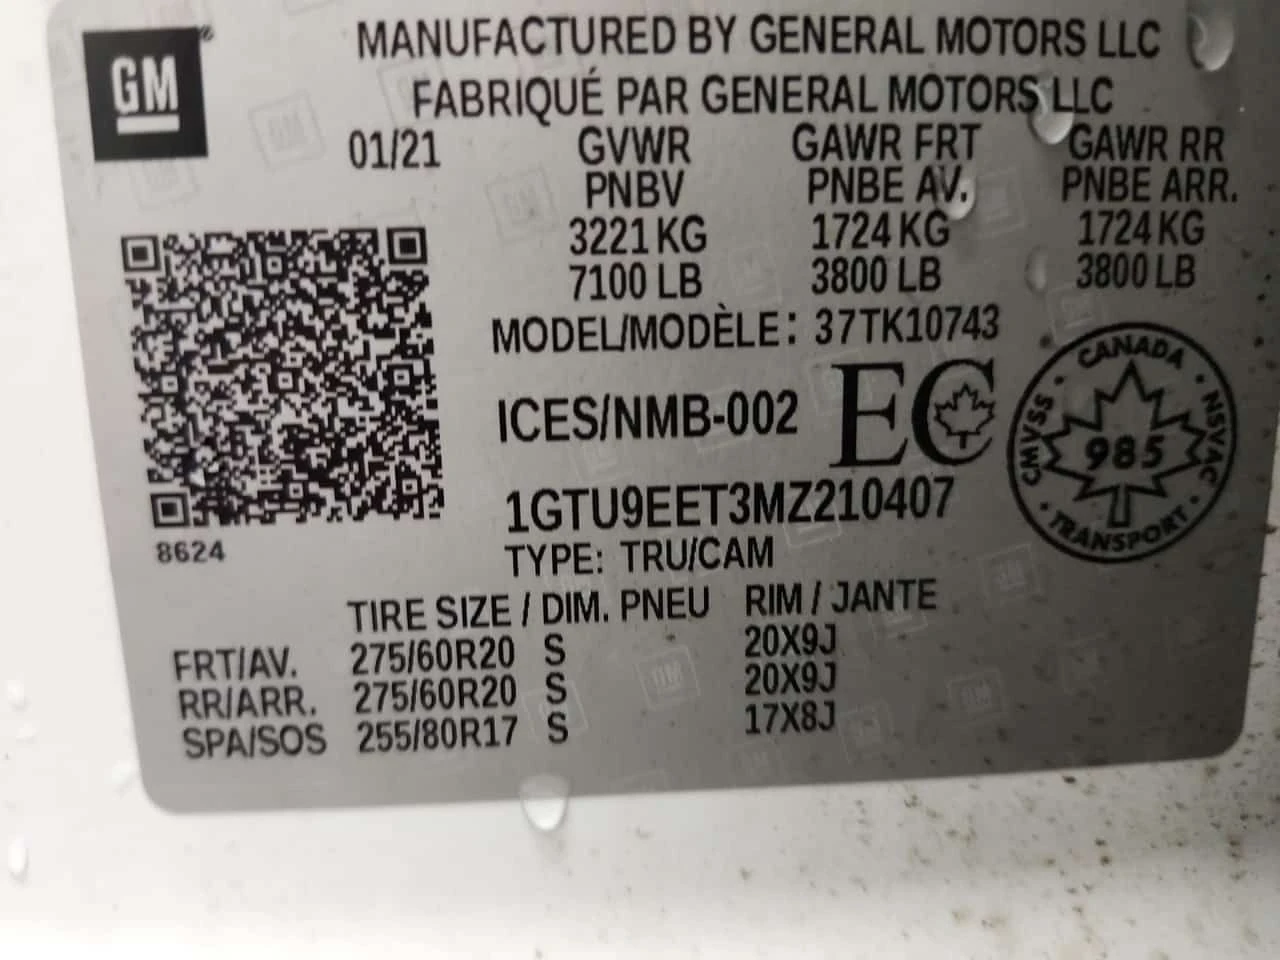 GM
MANUFACTURED BY GENERAL MOTORS LLC
FABRIQUÉ PAR GENERAL MOTORS LLC
01/21 GVWR GAWR FRT GAWR RR
PNBV PNBE AV. PNBE ARR.
3221 KG 1724 KG 1724 KG
7100 LB 3800 LB 3800 LB
MODEL/MODÈLE: 37TK10743
ICES/NMB-002 EC
CANADA
CMVSS 985 NSVAC
TRANSPORT
1GTU9EET3MZ210407
8624
TYPE: TRU/CAM
TIRE SIZE / DIM. PNEU RIM / JANTE
FRT/AV. 275/60R20 S 20X9J
RR/ARR. 275/60R20 S 20X9J
SPA/SOS 255/80R17 S 17X8J